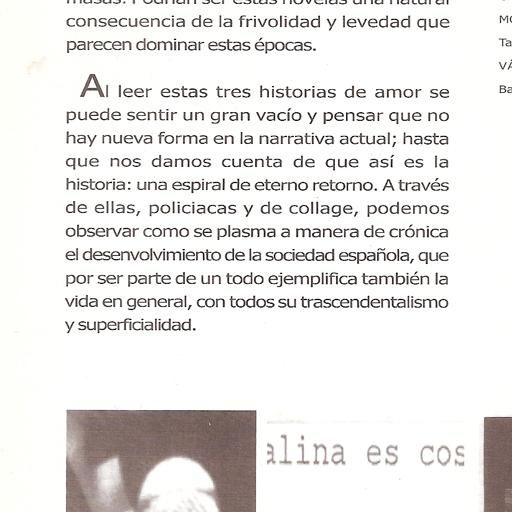 masas? Podrían ser estas novelas una natural
consecuencia de la frivolidad y levedad que
parecen dominar estas épocas.
Al leer estas tres historias de amor se
puede sentir un gran vacío y pensar que no
hay nueva forma en la narrativa actual; hasta
que nos damos cuenta de que así es la
historia: una espiral de eterno retorno. A través
de ellas, policiacas y de collage, podemos
observar como se plasma a manera de crónica
el desenvolvimiento de la sociedad española, que
por ser parte de un todo ejemplifica también la
vida en general, con todos su trascendentalismo
y superficialidad.
alina es cos
Ta
VÁ
Ba